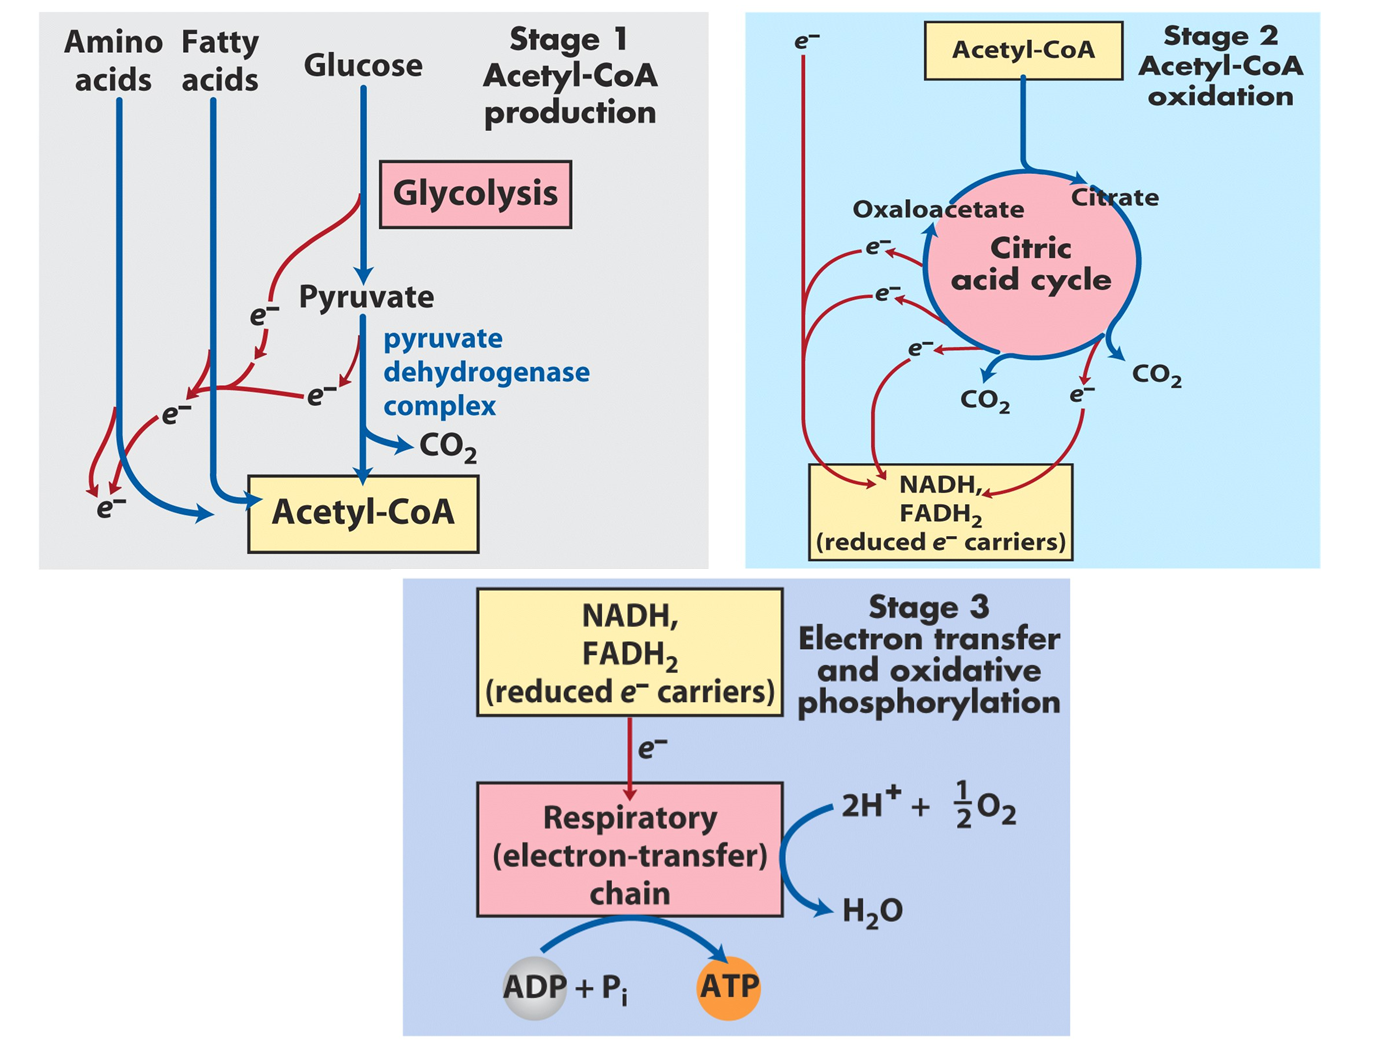 Amino
acids
Fatty
acids
Glucose
Stage 1
Acetyl-CoA
production
Glycolysis
e−
Pyruvate
pyruvate
dehydrogenase
complex
e−
e−
CO2
e−
Acetyl-CoA
e−
Acetyl-CoA
Stage 2
Acetyl-CoA
oxidation
Oxaloacetate
Citrate
Citric
acid cycle
e−
e−
e−
CO2
e−
CO2
NADH,
FADH2
(reduced e− carriers)
NADH,
FADH2
(reduced e− carriers)
Stage 3
Electron transfer
and oxidative
phosphorylation
e−
Respiratory
(electron-transfer)
chain
2H+ + 1/2 O2
H2O
ADP + Pi
ATP